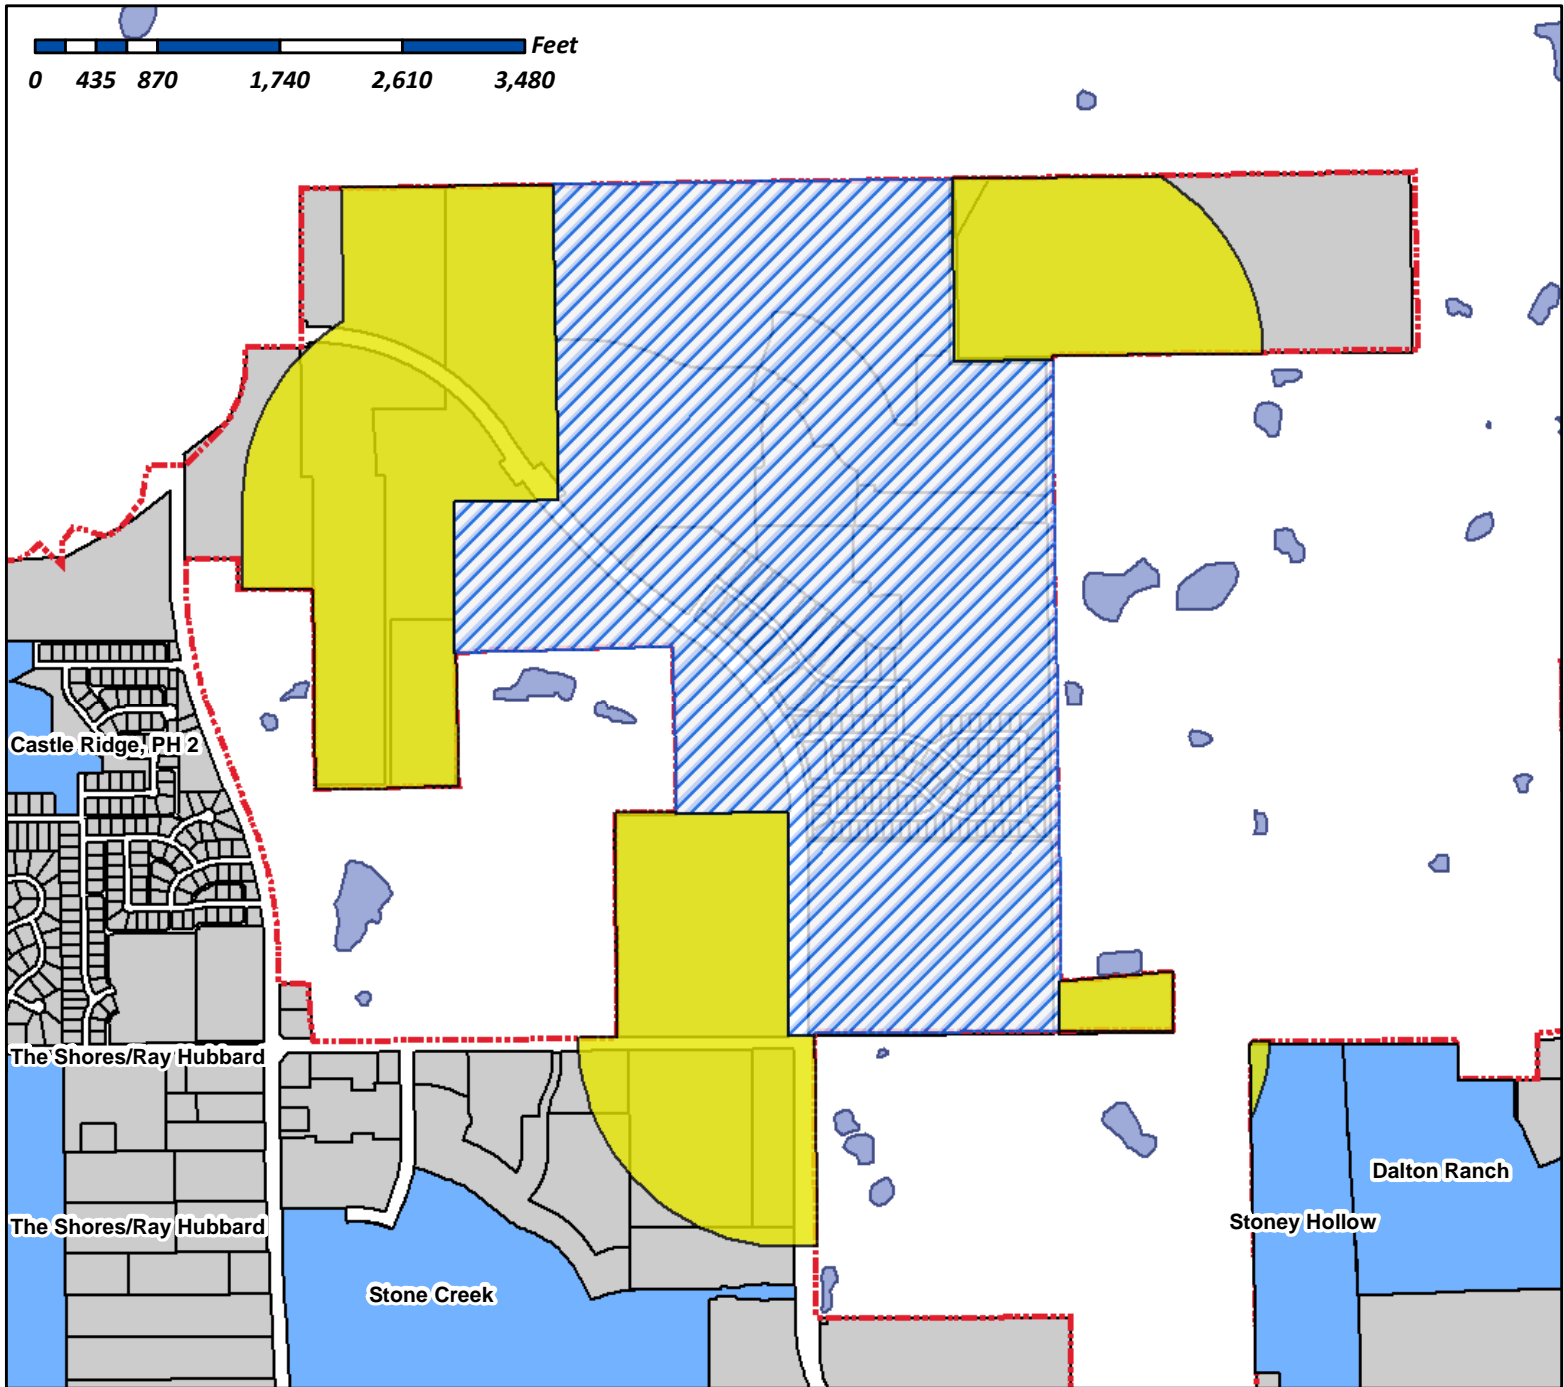 Feet
0 435 870 1,740 2,610 3,480
Castle Ridge, PH 2
The Shores/Ray Hubbard
Dalton Ranch
The Shores/Ray Hubbard
Stoney Hollow
Stone Creek